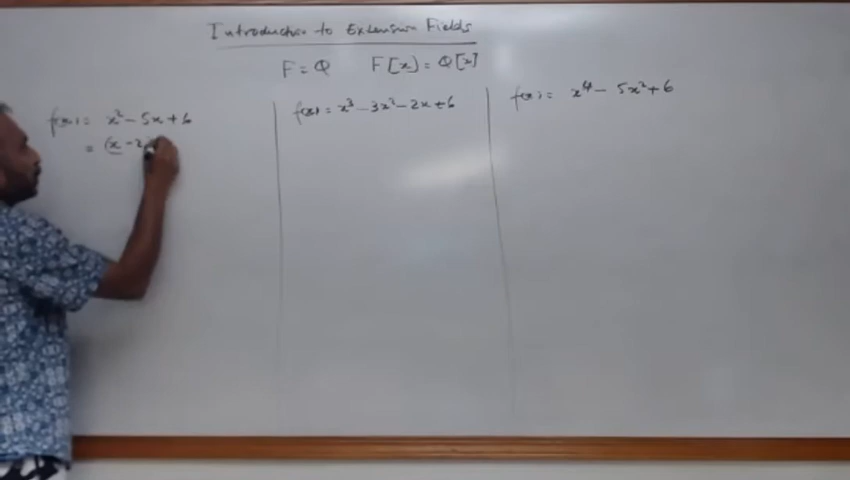 Introduction to Extension Fields
F = Q F[x] = Q[x]
f(x) = x² - 5x + 6
= (x - 2)
f(x) = x³ - 3x² - 2x + 6
f(x) = x⁴ - 5x² + 6